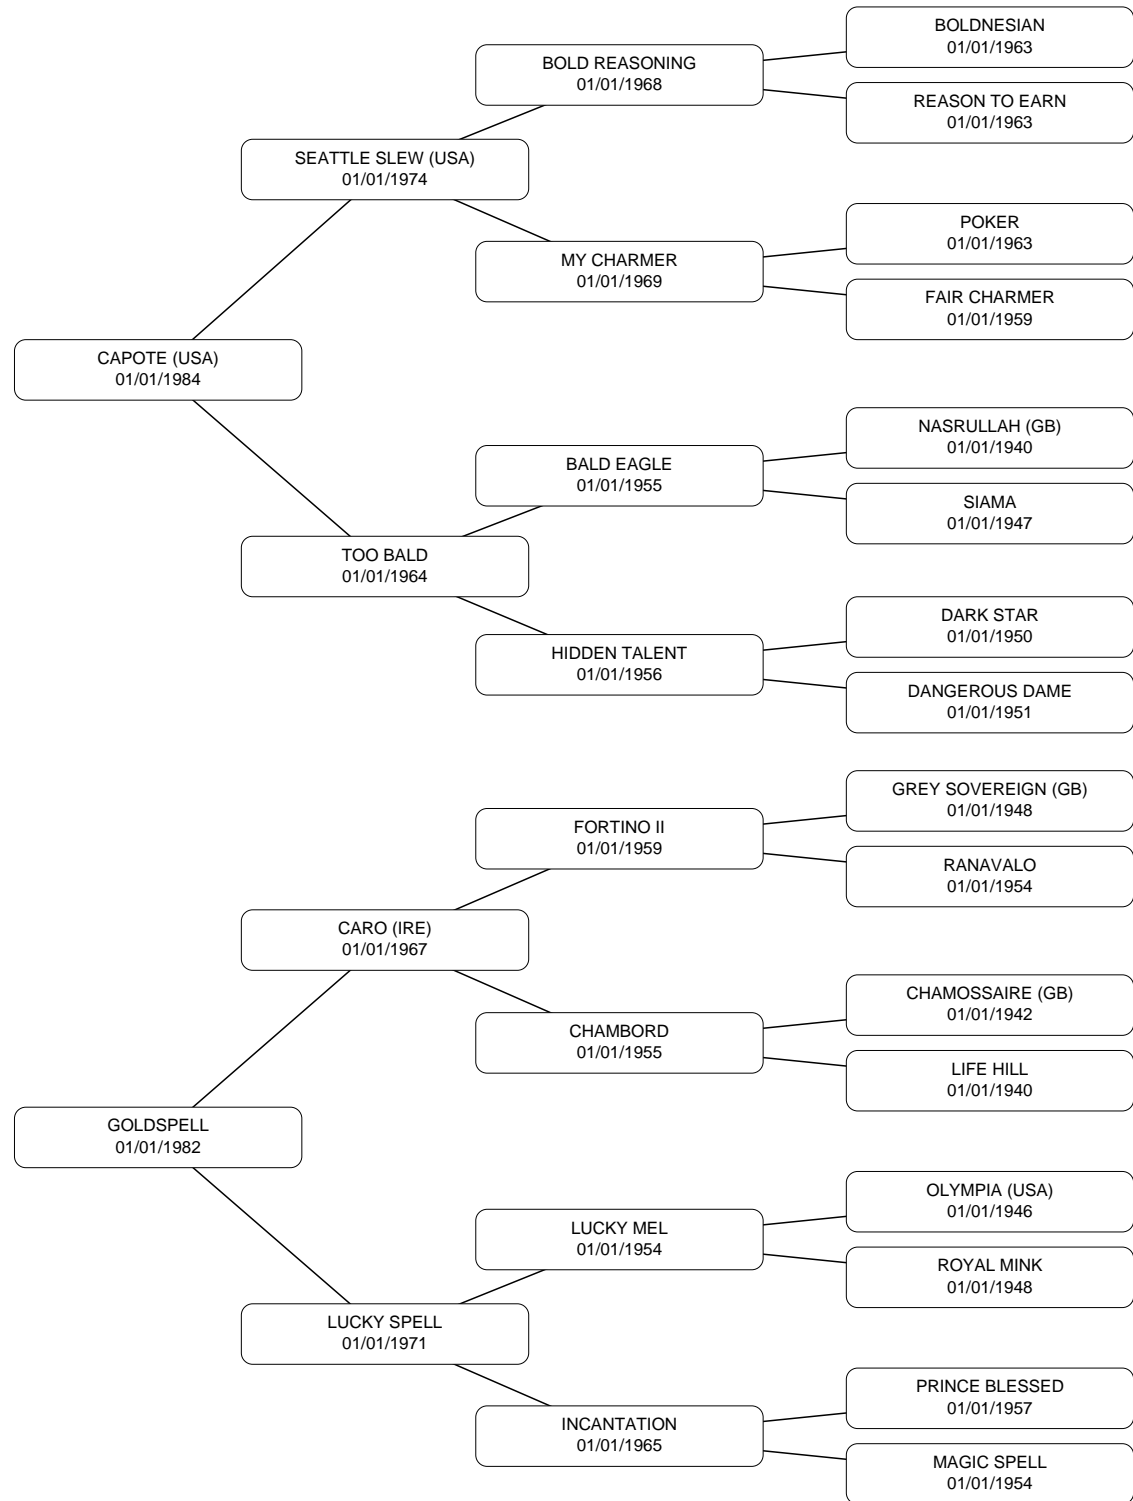 BOLDNESIAN
01/01/1963
BOLD REASONING
01/01/1968
REASON TO EARN
01/01/1963
SEATTLE SLEW (USA)
01/01/1974
POKER
01/01/1963
MY CHARMER
01/01/1969
FAIR CHARMER
01/01/1959
CAPOTE (USA)
01/01/1984
NASRULLAH (GB)
01/01/1940
BALD EAGLE
01/01/1955
SIAMA
01/01/1947
TOO BALD
01/01/1964
DARK STAR
01/01/1950
HIDDEN TALENT
01/01/1956
DANGEROUS DAME
01/01/1951
GREY SOVEREIGN (GB)
01/01/1948
FORTINO II
01/01/1959
RANAVALO
01/01/1954
CARO (IRE)
01/01/1967
CHAMOSSAIRE (GB)
01/01/1942
CHAMBORD
01/01/1955
LIFE HILL
01/01/1940
GOLDSPELL
01/01/1982
OLYMPIA (USA)
01/01/1946
LUCKY MEL
01/01/1954
ROYAL MINK
01/01/1948
LUCKY SPELL
01/01/1971
PRINCE BLESSED
01/01/1957
INCANTATION
01/01/1965
MAGIC SPELL
01/01/1954